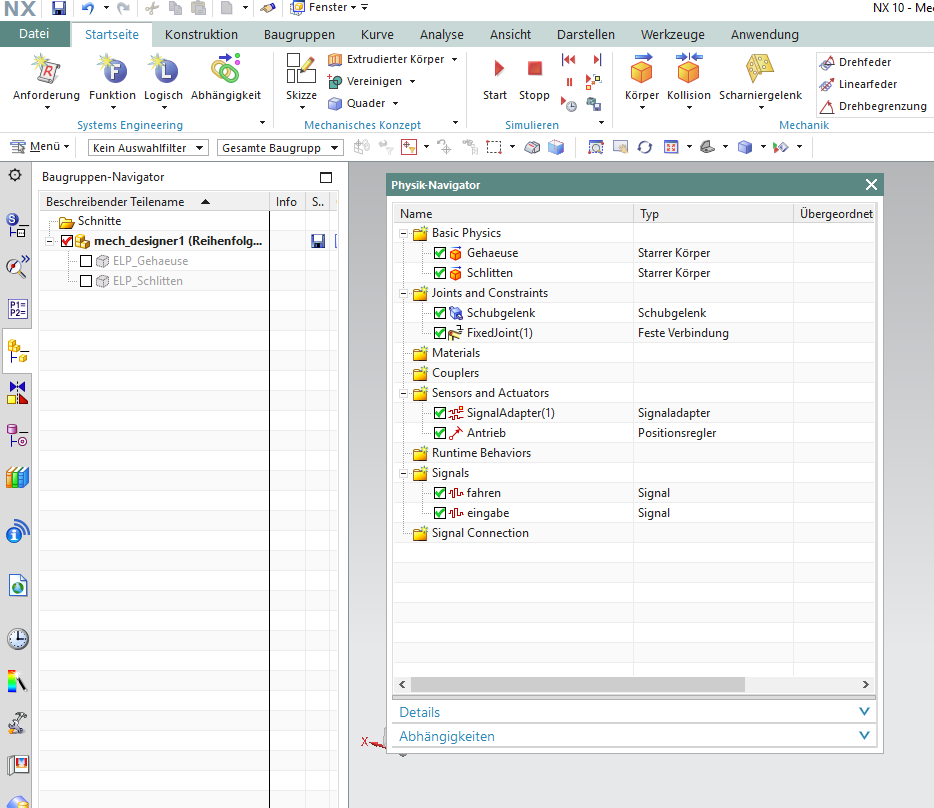 NX
Fenster
NX 10 - Mec
Datei
Startseite
Konstruktion
Baugruppen
Kurve
Analyse
Ansicht
Darstellen
Werkzeuge
Anwendung
Anforderung
Funktion
Logisch
Abhängigkeit
Systems Engineering
Skizze
Extrudierter Körper
Vereinigen
Quader
Mechanisches Konzept
Start
Stopp
Simulieren
Körper
Kollision
Scharniergelenk
Drehfeder
Linearfeder
Drehbegrenzung
Mechanik
Menü
Kein Auswahlfilter
Gesamte Baugrupp
Baugruppen-Navigator
Beschreibender Teilename
Info
S..
Schnitte
mech_designer1 (Reihenfolg...
ELP_Gehaeuse
ELP_Schlitten
P1=
P2=
Physik-Navigator
Name
Typ
Übergeordnet
Basic Physics
Gehaeuse
Starrer Körper
Schlitten
Starrer Körper
Joints and Constraints
Schubgelenk
Schubgelenk
FixedJoint(1)
Feste Verbindung
Materials
Couplers
Sensors and Actuators
SignalAdapter(1)
Signaladapter
Antrieb
Positionsregler
Runtime Behaviors
Signals
fahren
Signal
eingabe
Signal
Signal Connection
Details
Abhängigkeiten
X